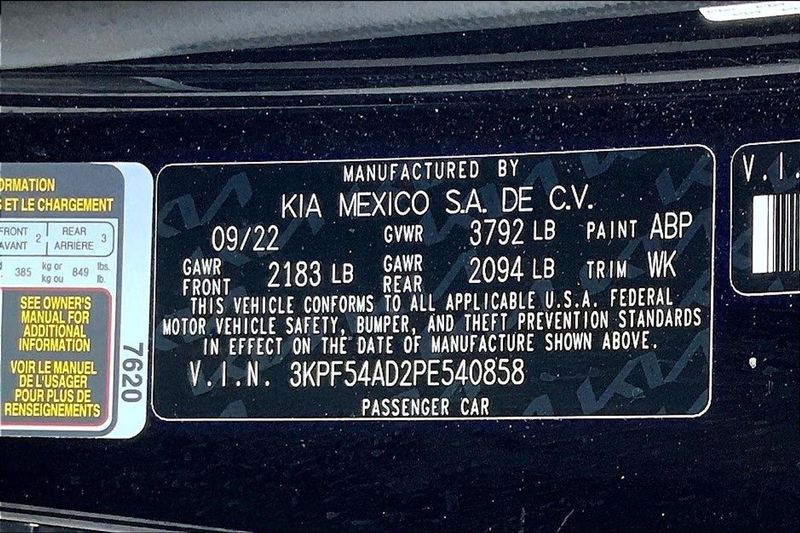 ORMATION
S ET LE CHARGEMENT
FRONT 2 REAR 3
AVANT ARRIÈRE
385 kg or kg ou 849 lbs. lb.
SEE OWNER'S
MANUAL FOR
ADDITIONAL
INFORMATION
VOIR LE MANUEL
DE L'USAGER
POUR PLUS DE
RENSEIGNEMENTS
7620
MANUFACTURED BY
KIA MEXICO S.A. DE C.V.
09/22 GVWR 3792 LB PAINT ABP
GAWR FRONT 2183 LB GAWR REAR 2094 LB TRIM WK
THIS VEHICLE CONFORMS TO ALL APPLICABLE U.S.A. FEDERAL
MOTOR VEHICLE SAFETY, BUMPER, AND THEFT PREVENTION STANDARDS
IN EFFECT ON THE DATE OF MANUFACTURE SHOWN ABOVE.
V.I.N. 3KPF54AD2PE540858
PASSENGER CAR
V.I.